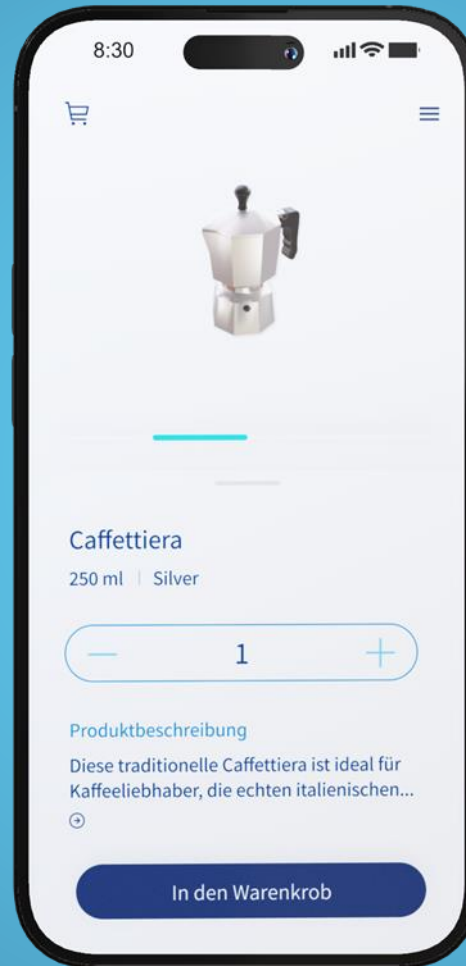 8:30
Caffettiera
250 ml | Silver
1
Produktbeschreibung
Diese traditionelle Caffettiera ist ideal für
Kaffeeliebhaber, die echten italienischen...
In den Warenkrob